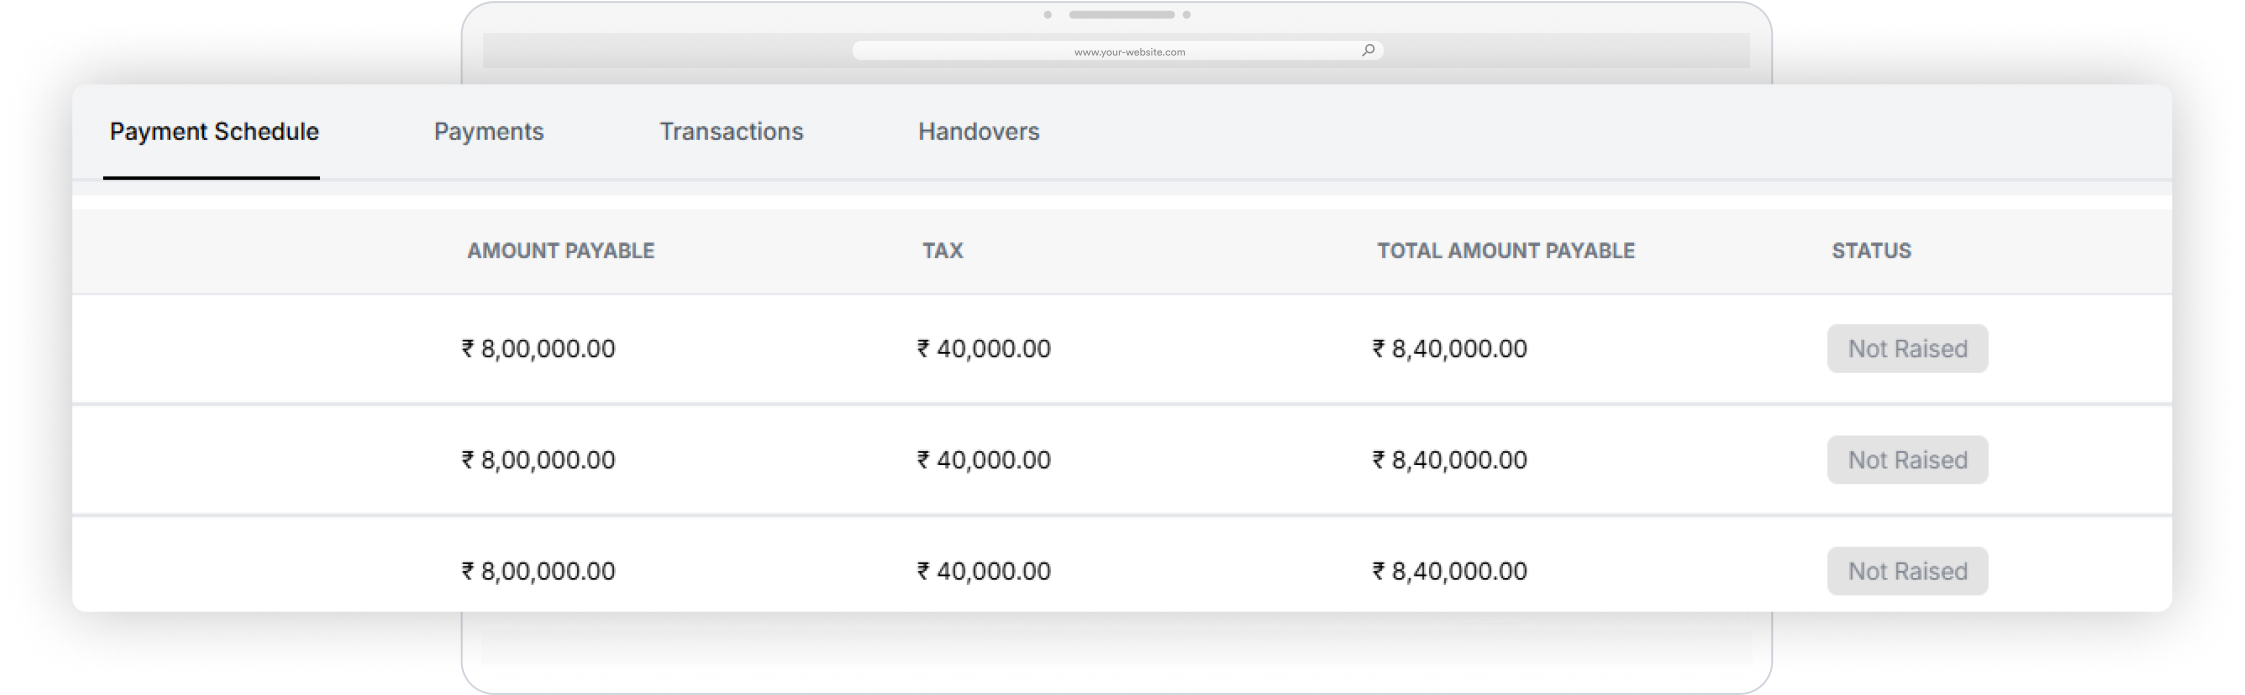 www.your-website.com
Payment Schedule Payments Transactions Handovers
AMOUNT PAYABLE TAX TOTAL AMOUNT PAYABLE STATUS
₹ 8,00,000.00 ₹ 40,000.00 ₹ 8,40,000.00 Not Raised
₹ 8,00,000.00 ₹ 40,000.00 ₹ 8,40,000.00 Not Raised
₹ 8,00,000.00 ₹ 40,000.00 ₹ 8,40,000.00 Not Raised